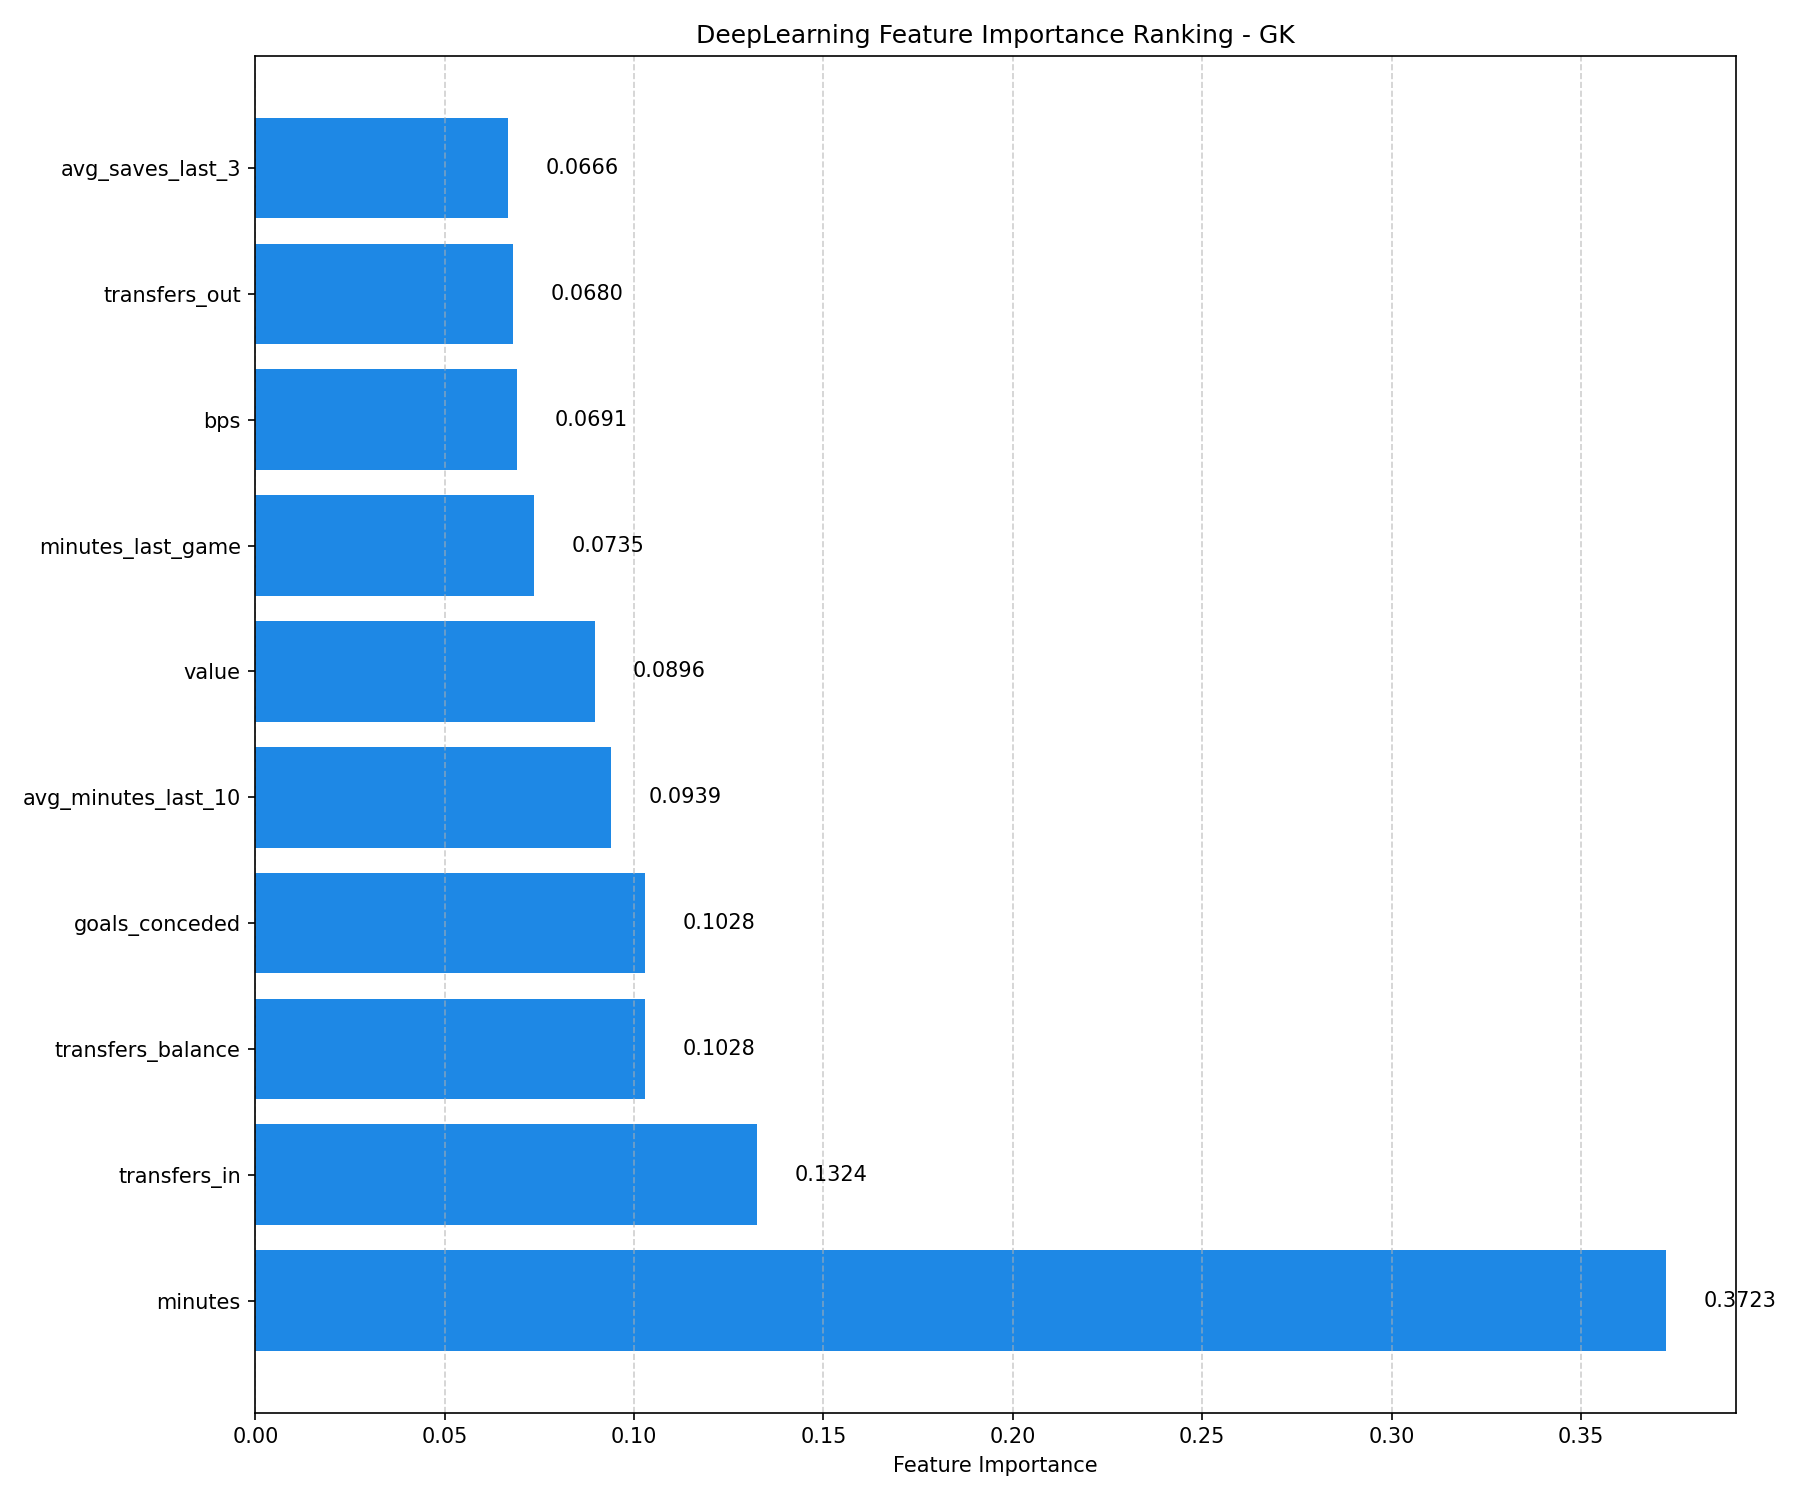 DeepLearning Feature Importance Ranking - GK
avg_saves_last_3 0.0666
transfers_out 0.0680
bps 0.0691
minutes_last_game 0.0735
value 0.0896
avg_minutes_last_10 0.0939
goals_conceded 0.1028
transfers_balance 0.1028
transfers_in 0.1324
minutes 0.3723
0.00 0.05 0.10 0.15 0.20 0.25 0.30 0.35
Feature Importance